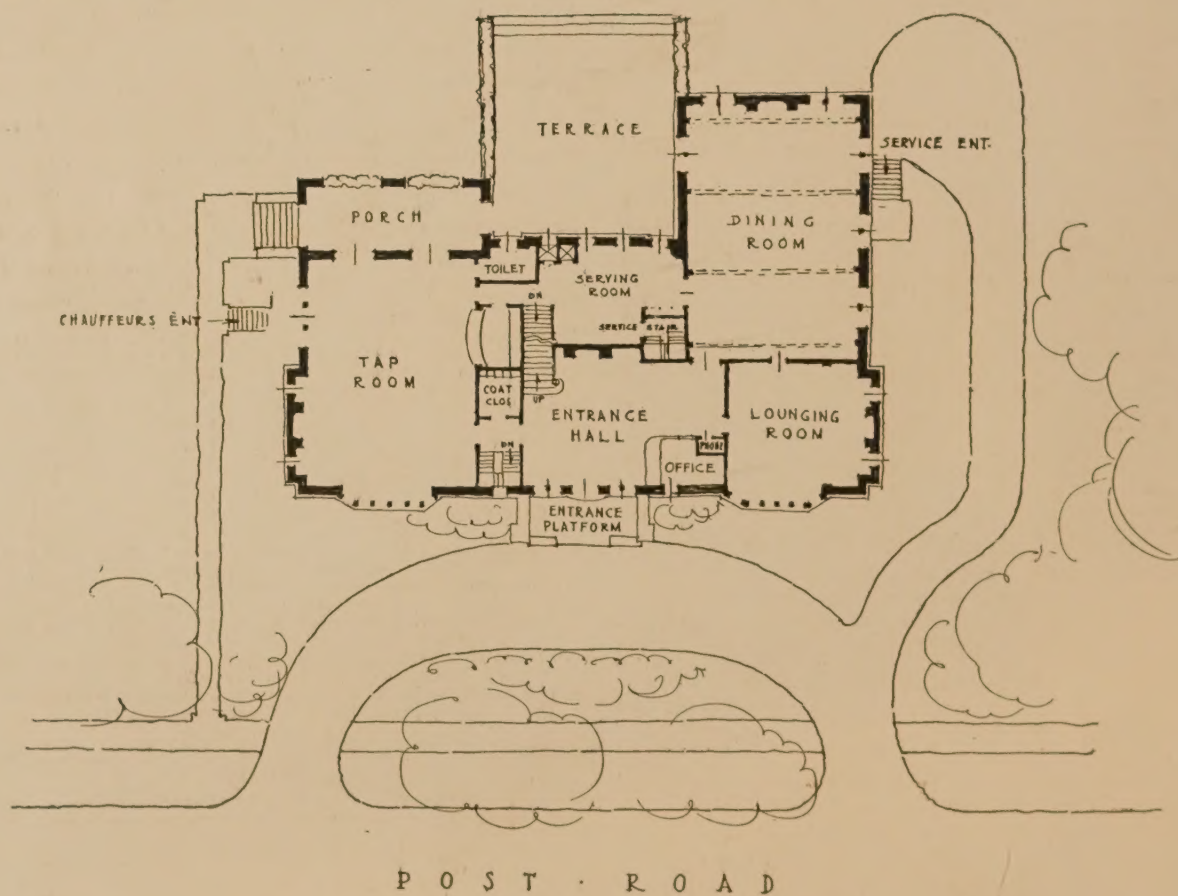 TERRACE
SERVICE ENT.
PORCH
DINING
ROOM
TOILET
SERVING
ROOM
DN
CHAUFFEURS ENT
SERVICE STAIR
TAP
ROOM
COAT
CLOS
UP
ENTRANCE
HALL
LOUNGING
ROOM
DN
PHONE
OFFICE
ENTRANCE
PLATFORM
POST · ROAD